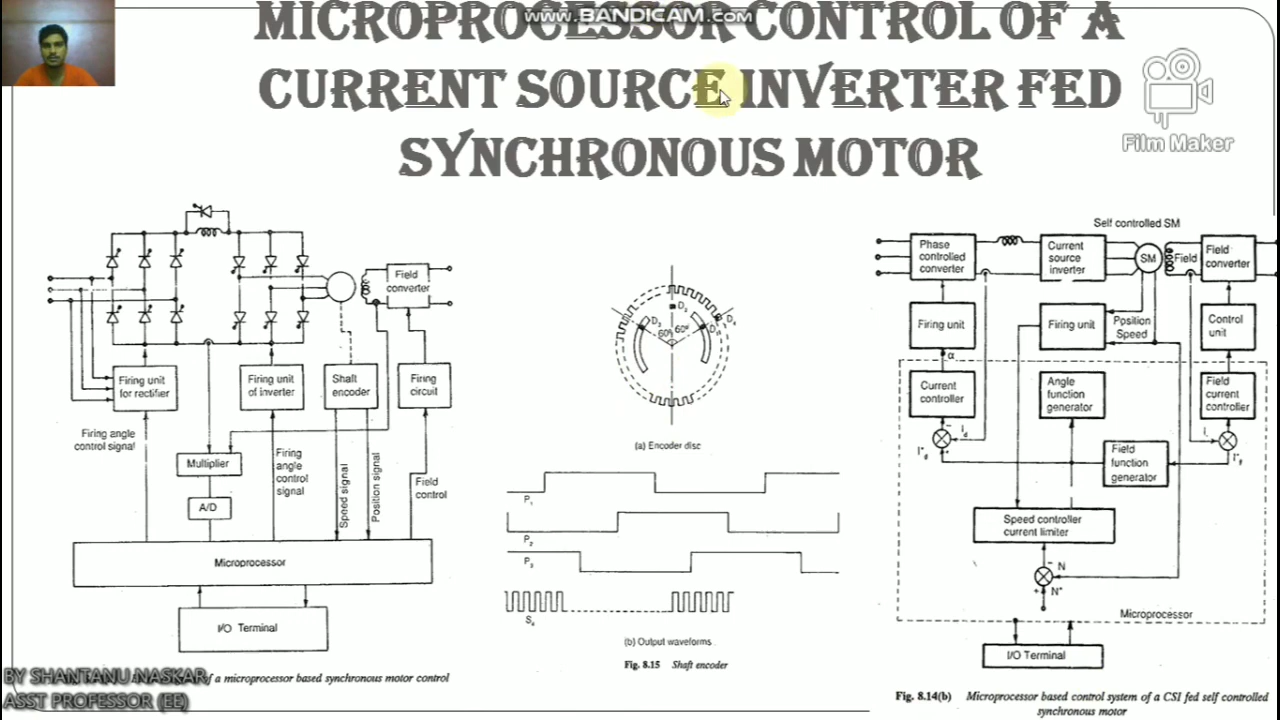 WWW.BANDICAM.COM
MICROPROCESSOR CONTROL OF A
CURRENT SOURCE INVERTER FED
SYNCHRONOUS MOTOR
Film Maker
Field
converter
Firing unit
for rectifier
Firing unit
of inverter
Shaft
encoder
Firing
circuit
Firing angle
control signal
Multiplier
A/D
Firing
angle
control
signal
Speed signal
Position signal
Field
control
Microprocessor
I/O Terminal
of a microprocessor based synchronous motor control
BY SHANTANU NASKAR
ASST PROFESSOR (EE)
D₃
60°
60°
(a) Encoder disc
P₁
P₂
P₃
(b) Output waveforms
Fig. 8.15 Shaft encoder
Self controlled SM
Phase
controlled
converter
Current
source
inverter
SM
Field
Field
converter
Firing unit
Firing unit
Position
Speed
Control
unit
α
Current
controller
Angle
function
generator
Field
current
controller
Field
function
generator
Speed controller
current limiter
N
N*
Microprocessor
I/O Terminal
Fig. 8.14(b) Microprocessor based control system of a CSI fed self controlled
synchronous motor